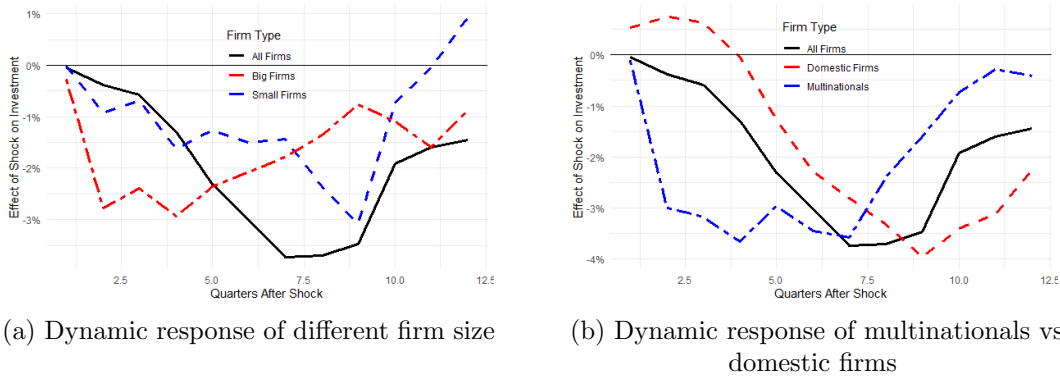 1%
0%
-1%
-2%
-3%
Effect of Shock on Investment
Firm Type
All Firms
Big Firms
Small Firms
2.5
5.0
7.5
10.0
12.5
Quarters After Shock
(a) Dynamic response of different firm size
0%
-1%
-2%
-3%
-4%
Effect of Shock on Investment
Firm Type
All Firms
Domestic Firms
Multinationals
2.5
5.0
7.5
10.0
12.5
Quarters After Shock
(b) Dynamic response of multinationals vs
domestic firms